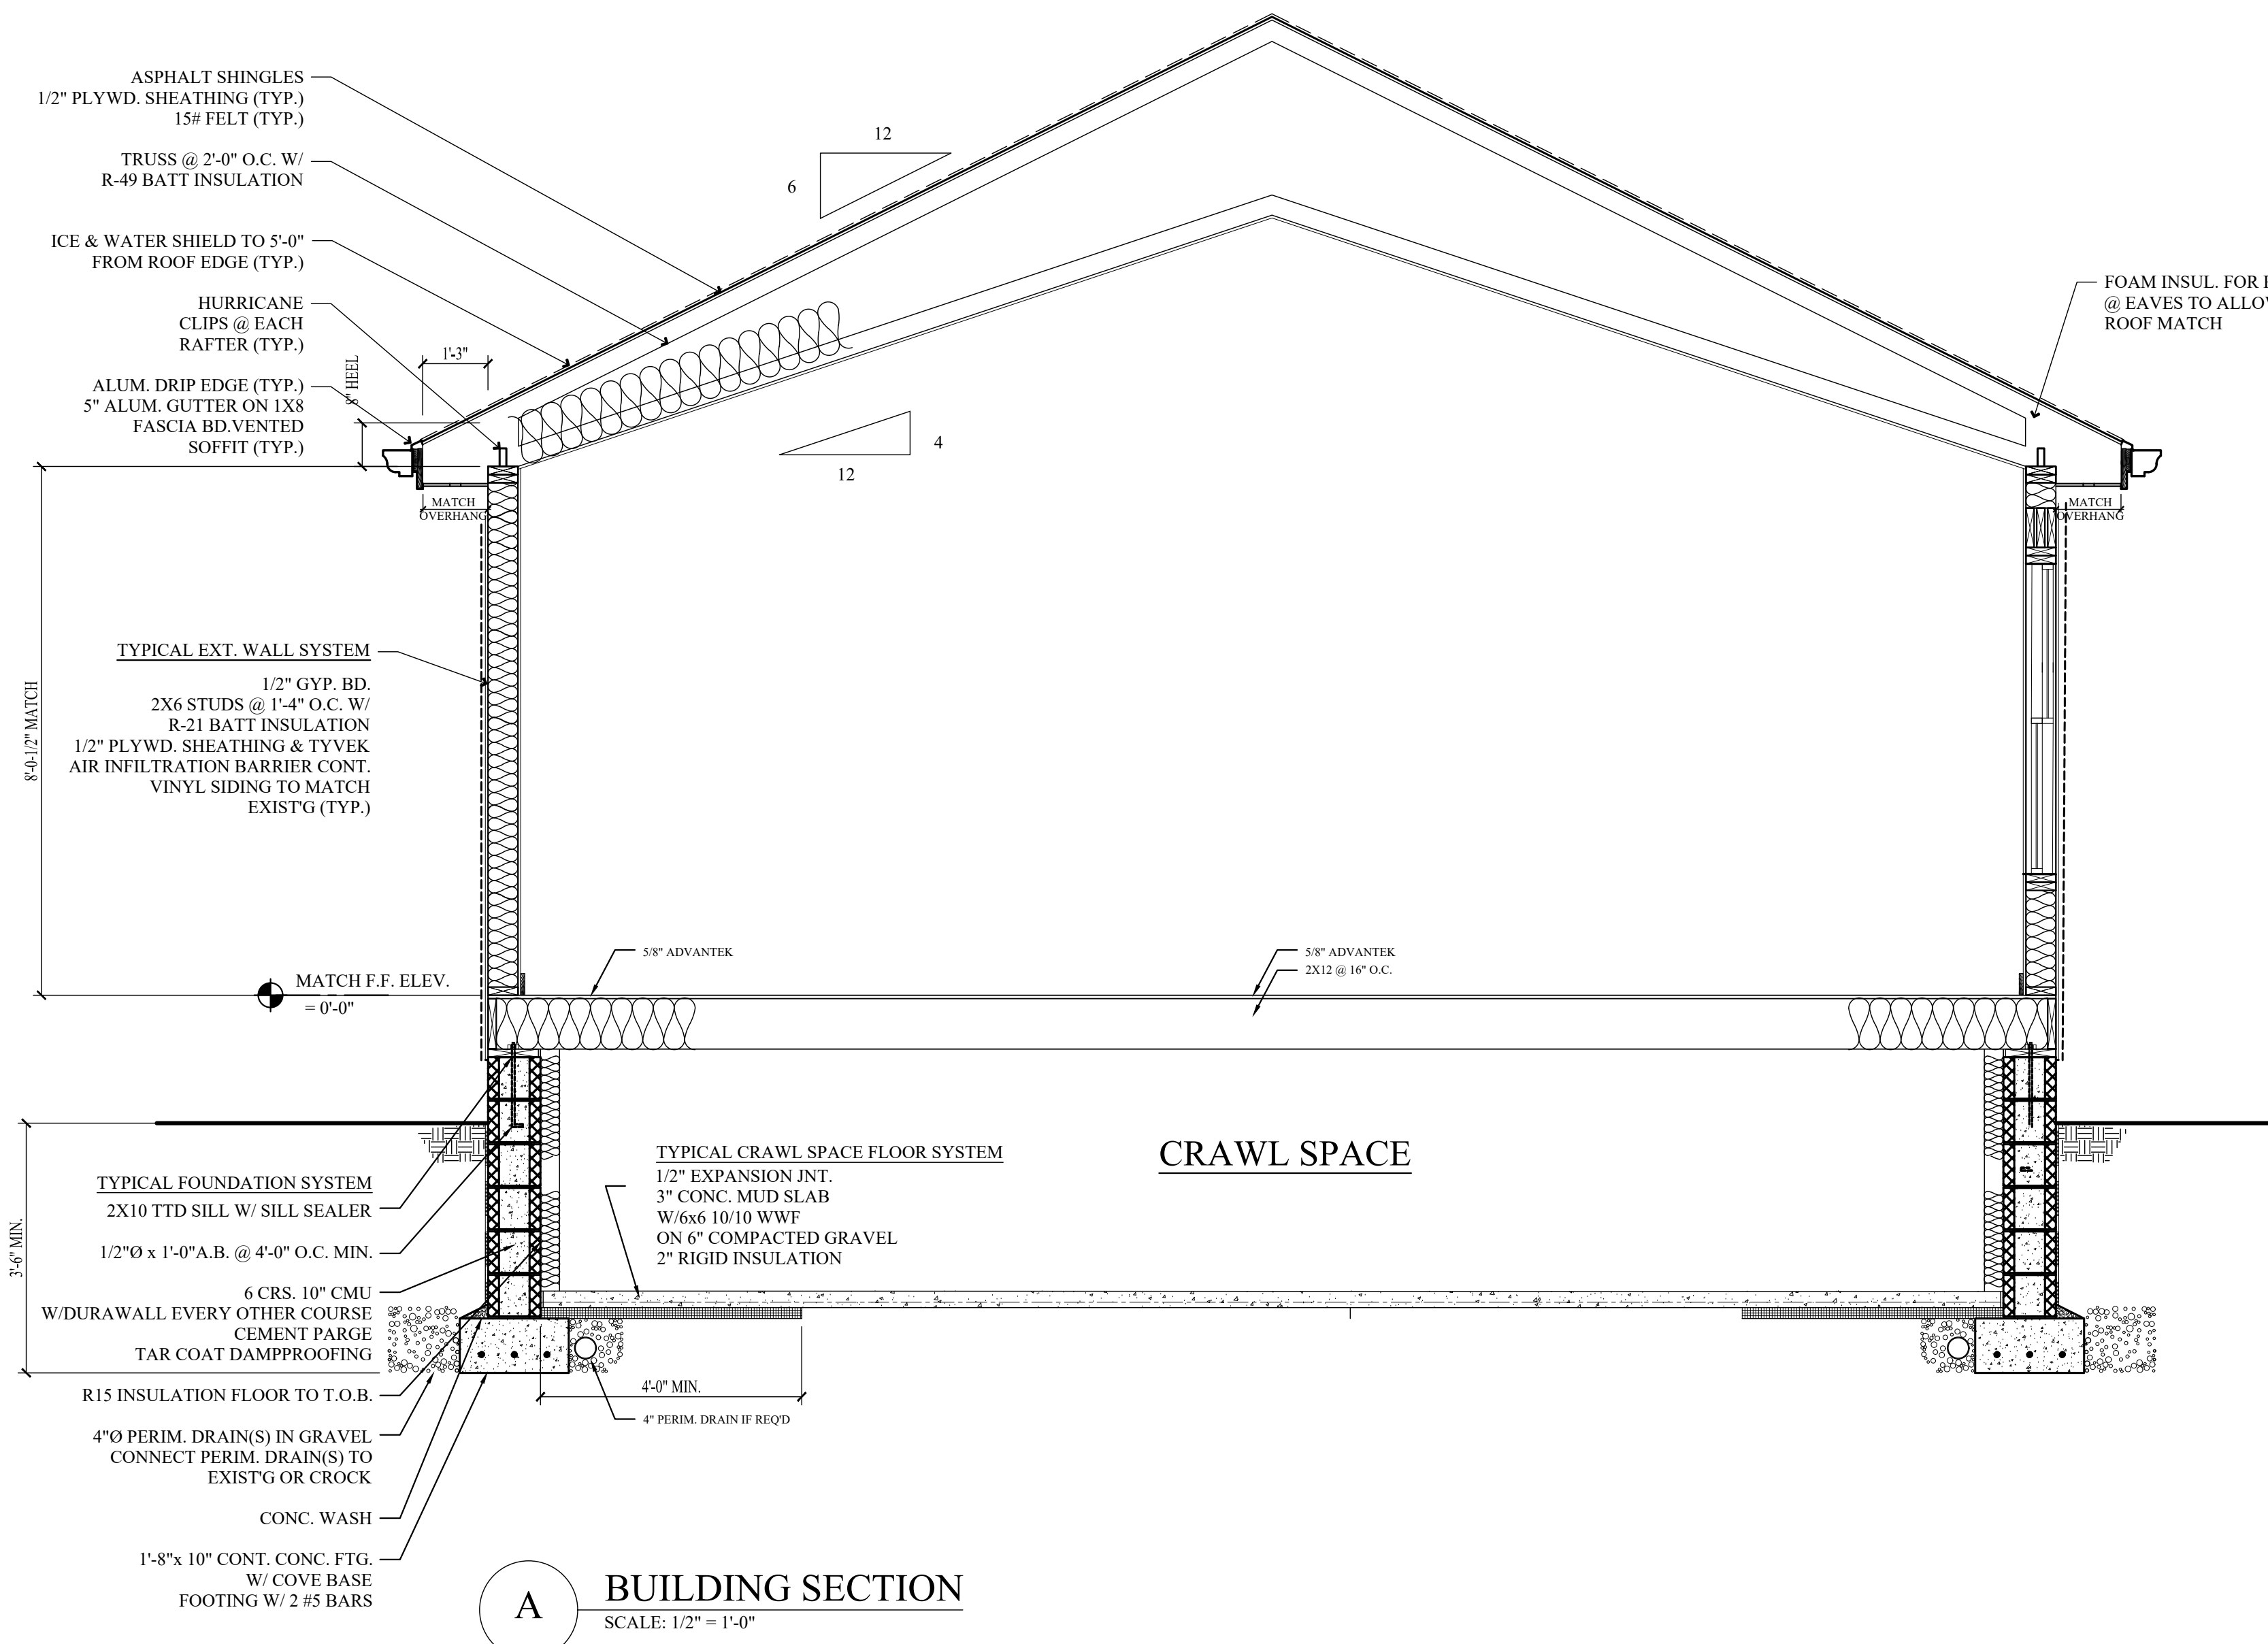 ASPHALT SHINGLES
1/2" PLYWD. SHEATHING (TYP.)
15# FELT (TYP.)
TRUSS @ 2'-0" O.C. W/
R-49 BATT INSULATION
ICE & WATER SHIELD TO 5'-0"
FROM ROOF EDGE (TYP.)
HURRICANE
CLIPS @ EACH
RAFTER (TYP.)
ALUM. DRIP EDGE (TYP.)
5" ALUM. GUTTER ON 1X8
FASCIA BD.VENTED
SOFFIT (TYP.)
1'-3"
8" HEEL
12
6
4
12
FOAM INSUL. FOR
@ EAVES TO
ROOF MATCH
MATCH
OVERHANG
MATCH
OVERHANG
8'-0-1/2" MATCH
TYPICAL EXT. WALL SYSTEM
1/2" GYP. BD.
2X6 STUDS @ 1'-4" O.C. W/
R-21 BATT INSULATION
1/2" PLYWD. SHEATHING & TYVEK
AIR INFILTRATION BARRIER CONT.
VINYL SIDING TO MATCH
EXIST'G (TYP.)
5/8" ADVANTEK
5/8" ADVANTEK
2X12 @ 16" O.C.
MATCH F.F. ELEV.
= 0'-0"
CRAWL SPACE
TYPICAL CRAWL SPACE FLOOR SYSTEM
1/2" EXPANSION JNT.
3" CONC. MUD SLAB
W/6x6 10/10 WWF
ON 6" COMPACTED GRAVEL
2" RIGID INSULATION
3'-6" MIN.
TYPICAL FOUNDATION SYSTEM
2X10 TTD SILL W/ SILL SEALER
1/2"Ø x 1'-0"A.B. @ 4'-0" O.C. MIN.
6 CRS. 10" CMU
W/DURAWALL EVERY OTHER COURSE
CEMENT PARGE
TAR COAT DAMPPROOFING
R15 INSULATION FLOOR TO T.O.B.
4"Ø PERIM. DRAIN(S) IN GRAVEL
CONNECT PERIM. DRAIN(S) TO
EXIST'G OR CROCK
CONC. WASH
1'-8"x 10" CONT. CONC. FTG.
W/ COVE BASE
FOOTING W/ 2 #5 BARS
4'-0" MIN.
4" PERIM. DRAIN IF REQ'D
A
BUILDING SECTION
SCALE: 1/2" = 1'-0"